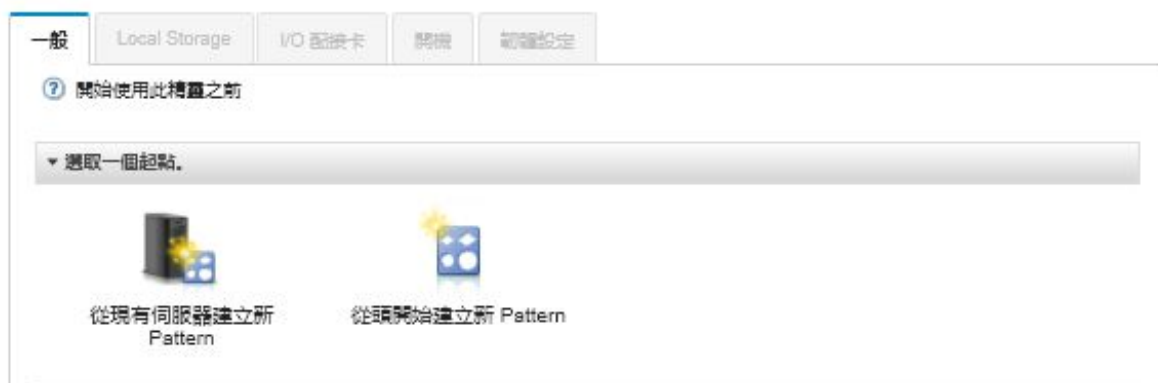 一般
Local Storage
I/O 配接卡
開機
韌體設定
? 開始使用此精靈之前
選取一個起點。
從現有伺服器建立新
Pattern
從頭開始建立新 Pattern